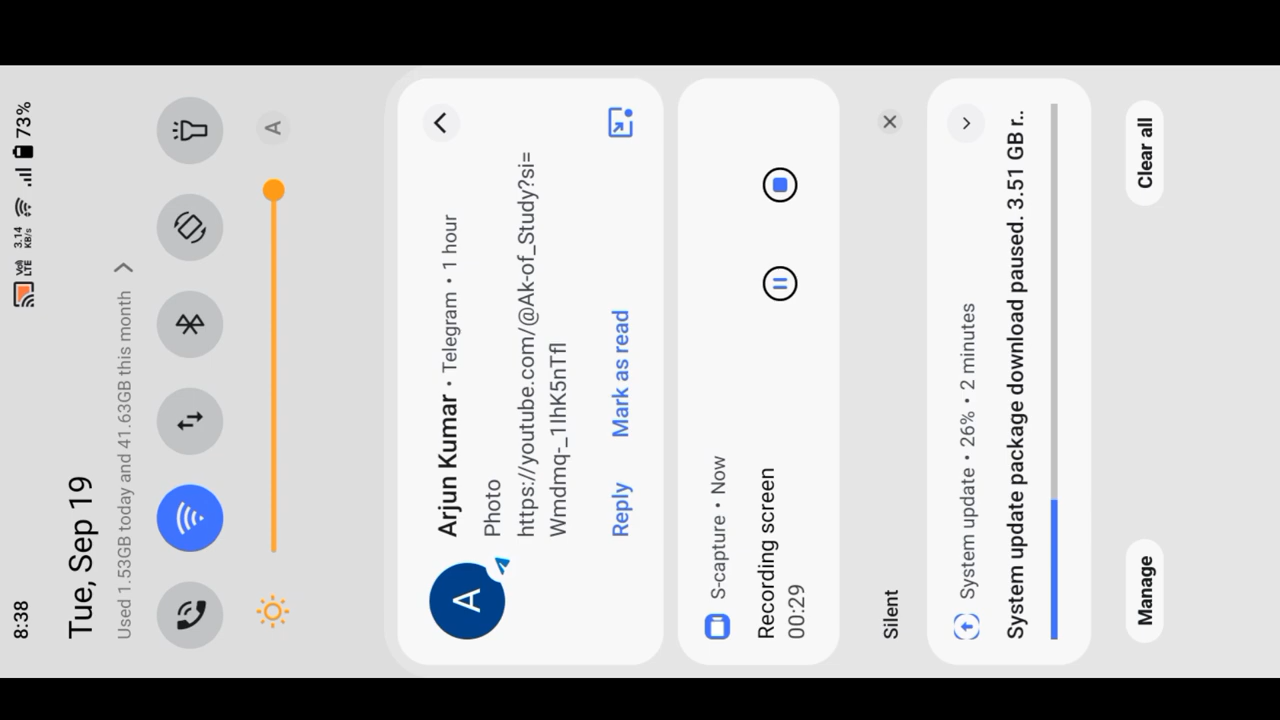 8:38
Vo) LTE 3.14 KB/s 73%
Tue, Sep 19
Used 1.53GB today and 41.63GB this month
A
A
Arjun Kumar • Telegram • 1 hour
Photo
https://youtube.com/@Ak-of_Study?si=
Wmdmq-_1IhK5nTfl
Reply Mark as read
S-capture • Now
Recording screen
00:29
Silent
System update • 26% • 2 minutes
System update package download paused. 3.51 GB r..
Manage Clear all